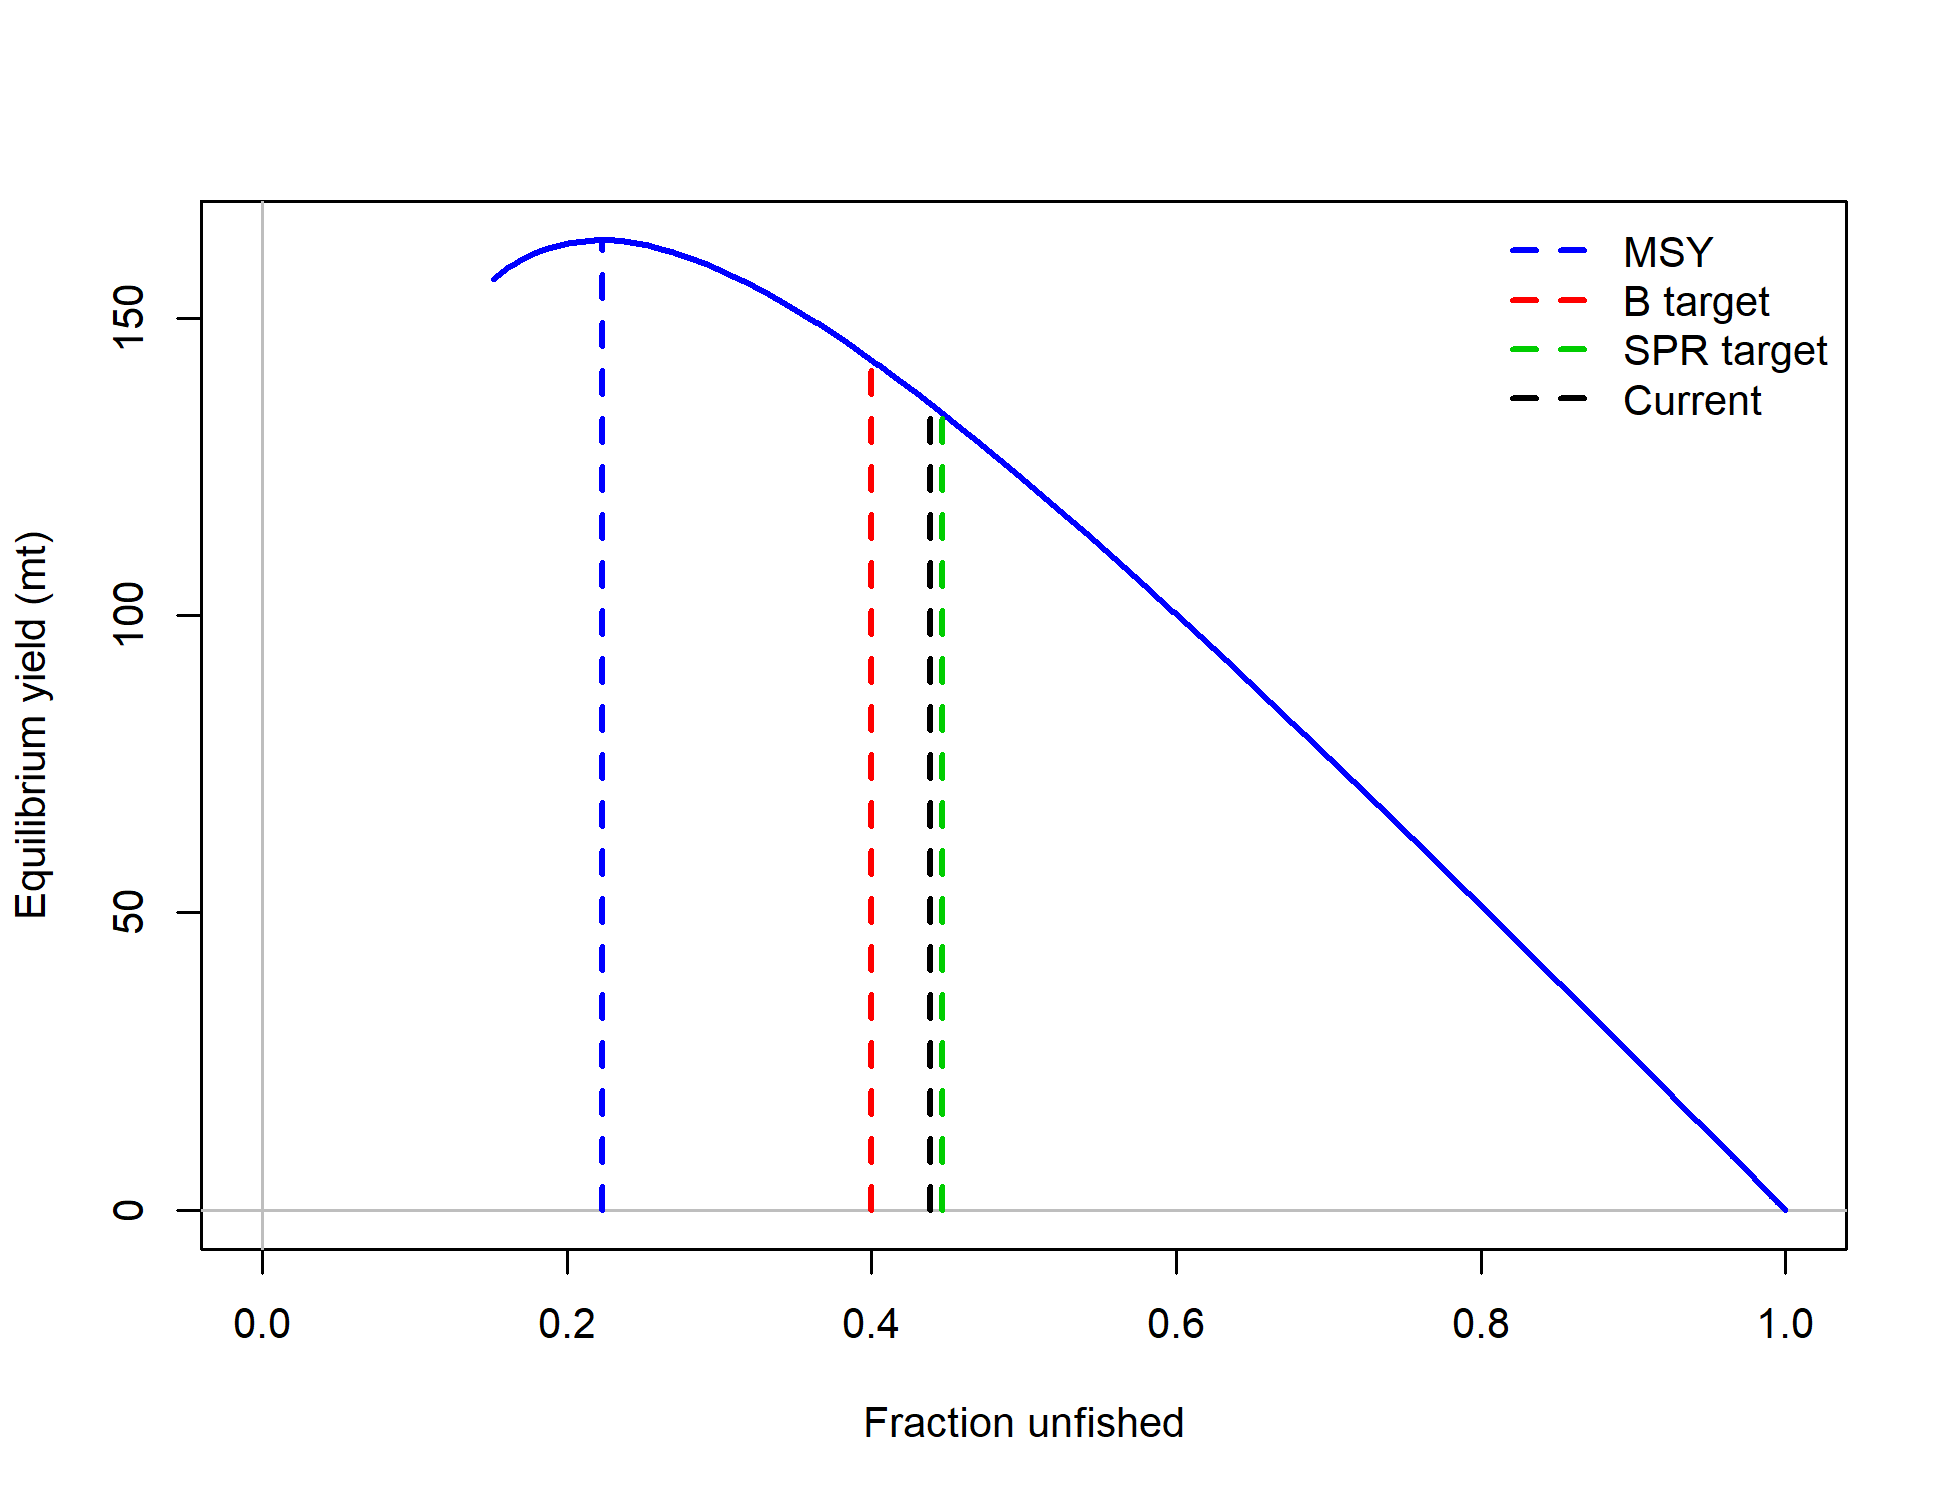 MSY
B target
SPR target
Current
150
100
50
0
Equilibrium yield (mt)
0.0 0.2 0.4 0.6 0.8 1.0
Fraction unfished